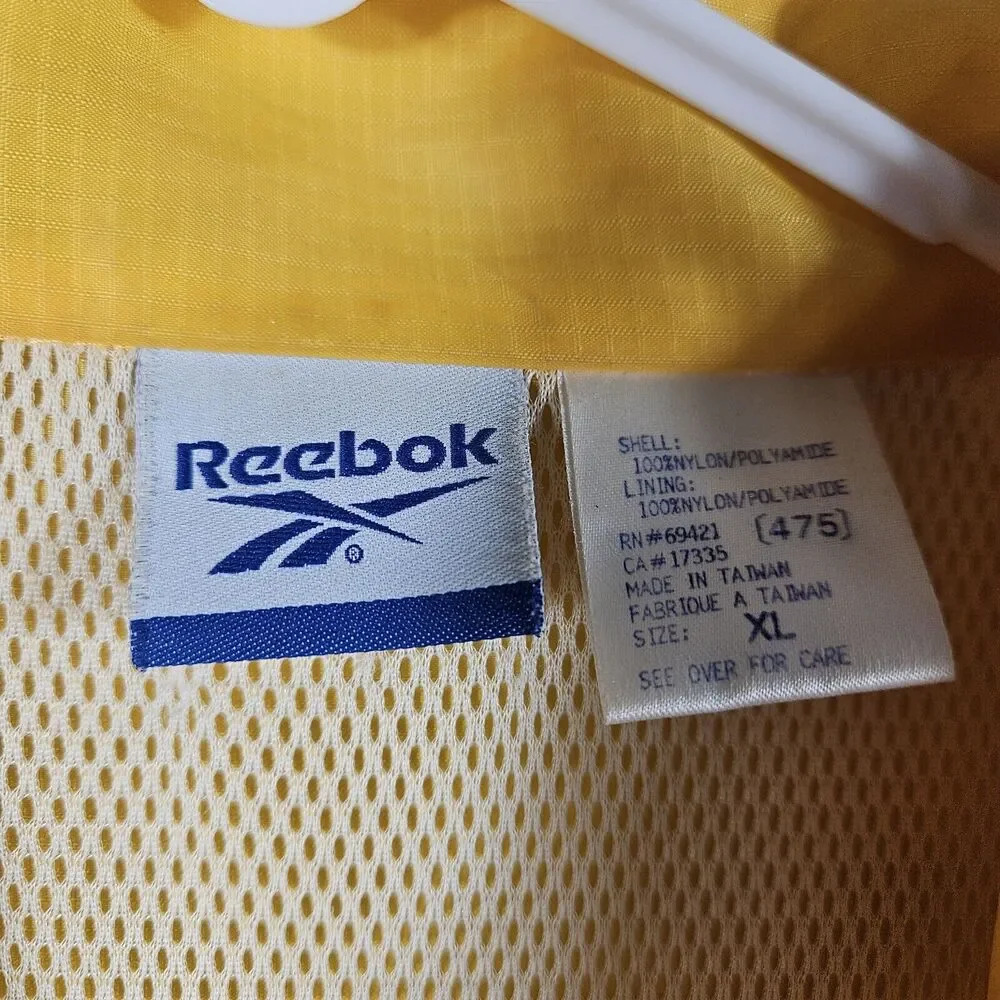 Reebok
®
SHELL:
100%NYLON/POLYAMIDE
LINING:
100%NYLON/POLYAMIDE
RN#69421 [475]
CA#17335
MADE IN TAIWAN
FABRIQUE A TAIWAN
SIZE: XL
SEE OVER FOR CARE